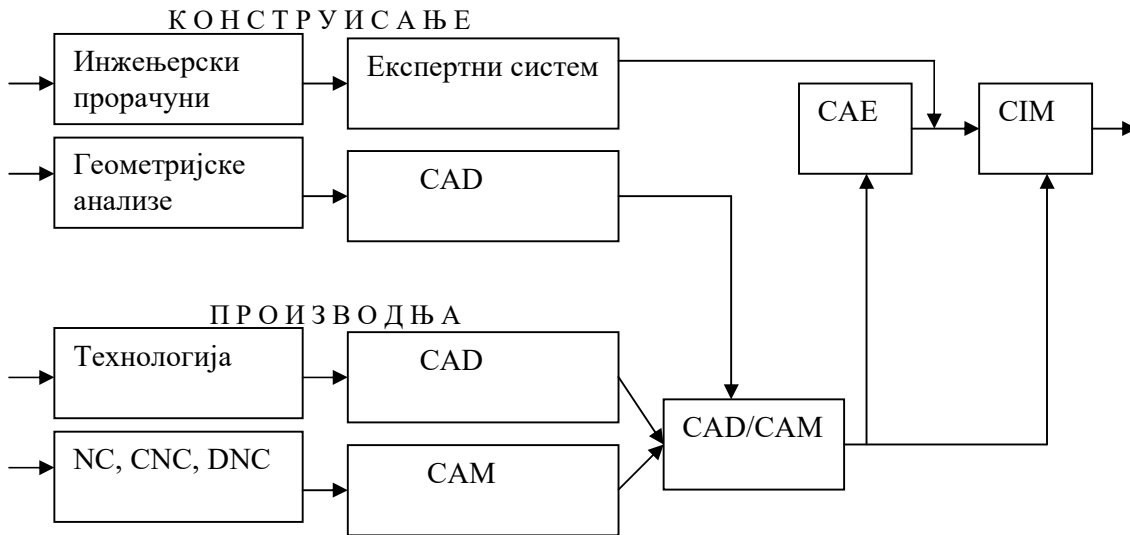 К О Н С Т Р У И С А Њ Е
Инжењерски
прорачуни
Експертни систем
CAE
CIM
Геометријске
анализе
CAD
П Р О И З В О Д Њ А
Технологија
CAD
CAD/CAM
NC, CNC, DNC
CAM